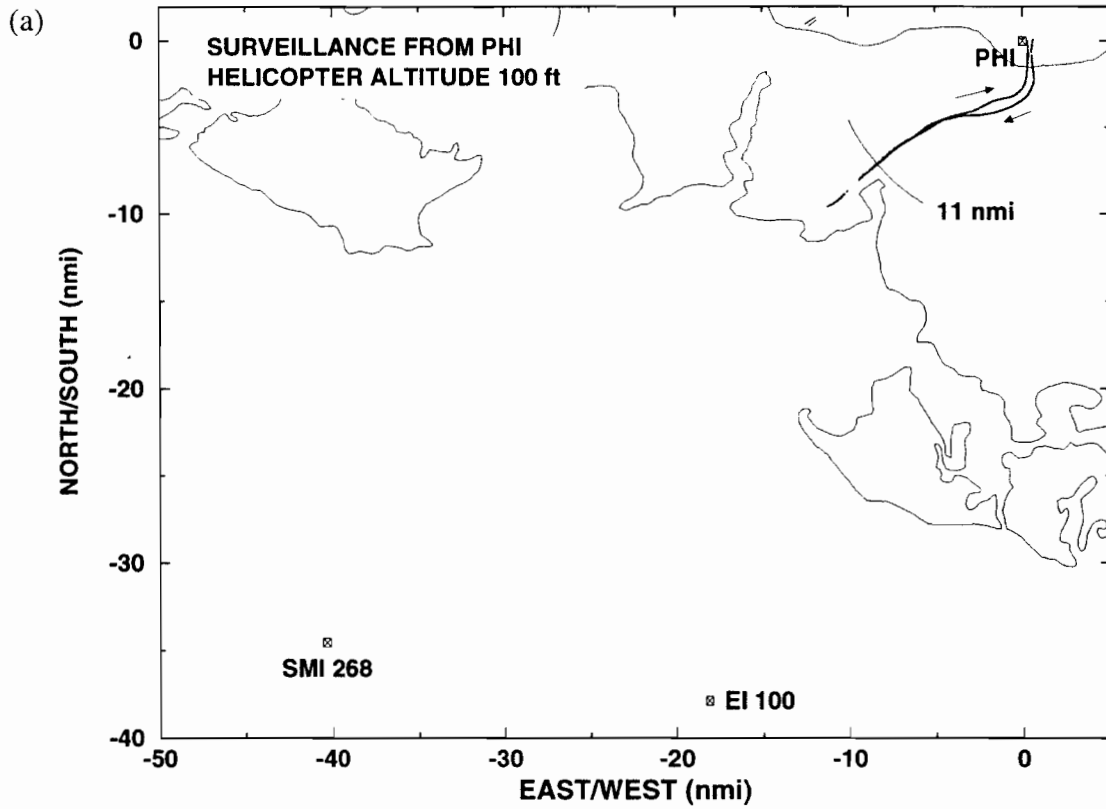 (a)
SURVEILLANCE FROM PHI
HELICOPTER ALTITUDE 100 ft
PHI
11 nmi
SMI 268
EI 100
0
-10
-20
-30
-40
NORTH/SOUTH (nmi)
-50 -40 -30 -20 -10 0
EAST/WEST (nmi)